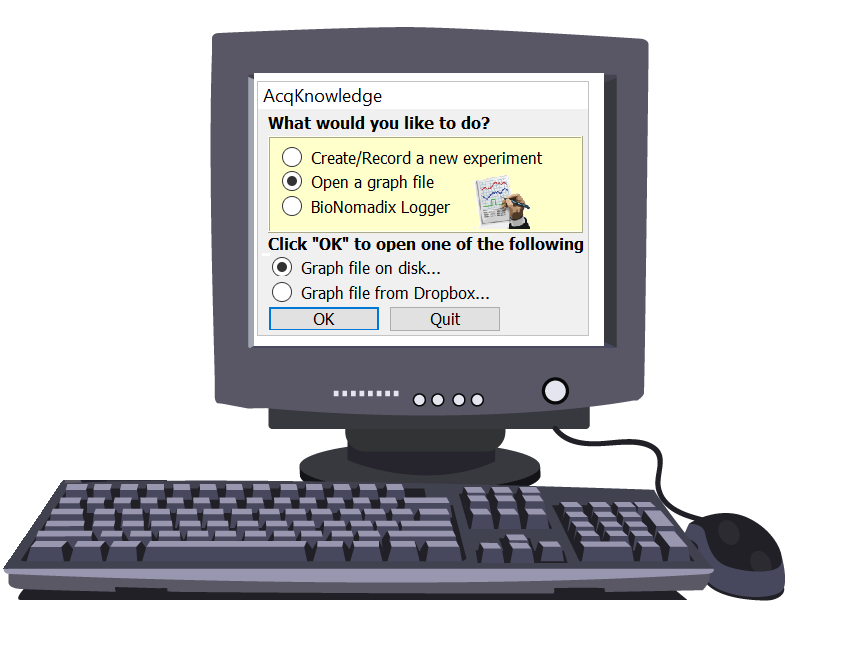 AcqKnowledge
What would you like to do?
Create/Record a new experiment
Open a graph file
BioNomadix Logger
Click "OK" to open one of the following
Graph file on disk...
Graph file from Dropbox...
OK Quit